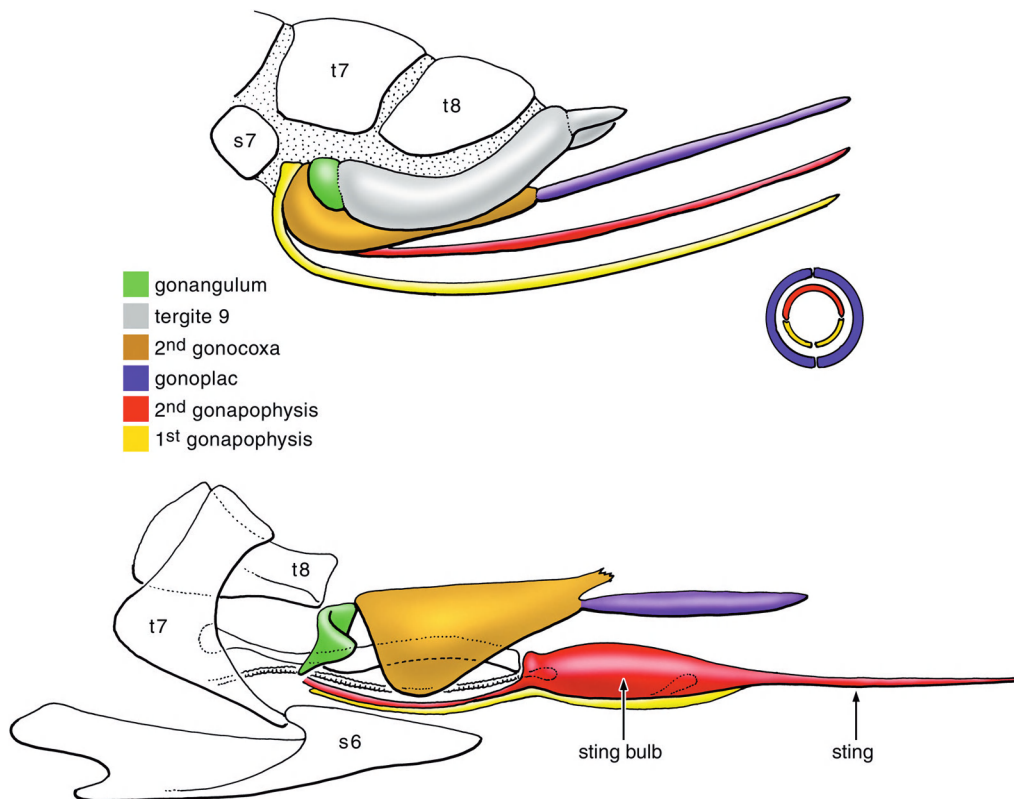 t7
t8
s7
gonangulum
tergite 9
2nd gonocoxa
gonoplac
2nd gonapophysis
1st gonapophysis
t8
t7
s6
sting bulb
sting